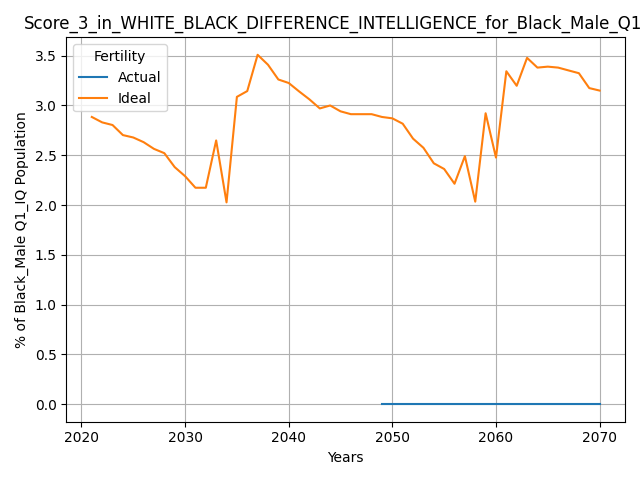 Score_3_in_WHITE_BLACK_DIFFERENCE_INTELLIGENCE_for_Black_Male_Q1
Fertility
Actual
Ideal
% of Black_Male Q1_IQ Population
3.5
3.0
2.5
2.0
1.5
1.0
0.5
0.0
2020 2030 2040 2050 2060 2070
Years